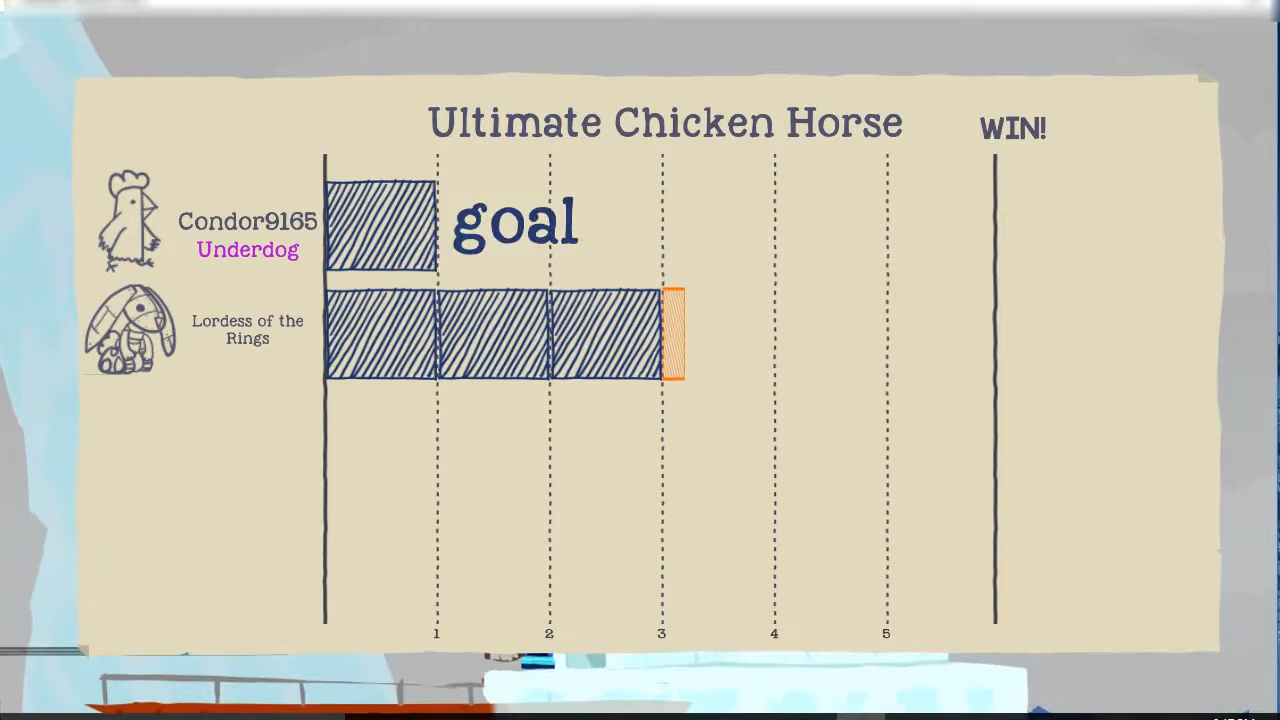 Ultimate Chicken Horse
WIN!
Condor9165
Underdog
goal
Lordess of the
Rings
1 2 3 4 5